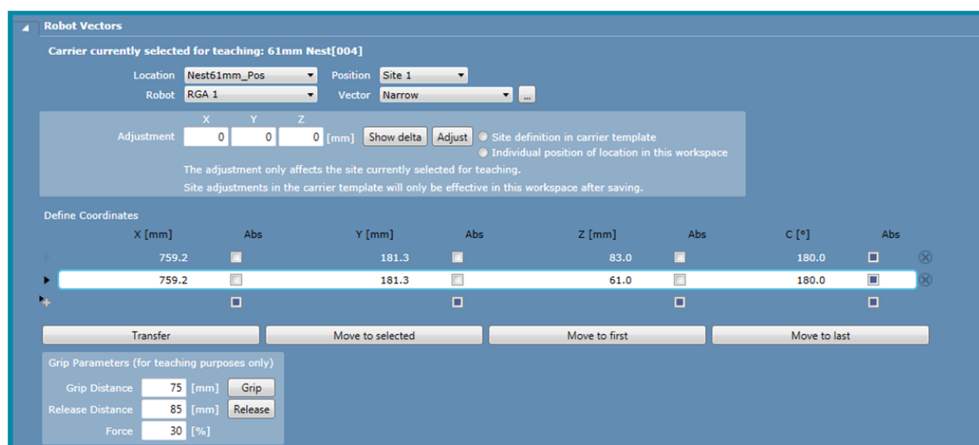 Robot Vectors
Carrier currently selected for teaching: 61mm Nest[004]
Location Nest61mm_Pos Position Site 1
Robot RGA 1 Vector Narrow ...
X Y Z
Adjustment 0 0 0 [mm] Show delta Adjust Site definition in carrier template
Individual position of location in this workspace
The adjustment only affects the site currently selected for teaching.
Site adjustments in the carrier template will only be effective in this workspace after saving.
Define Coordinates
X [mm] Abs Y [mm] Abs Z [mm] Abs C [°] Abs
759.2 181.3 83.0 180.0
759.2 181.3 61.0 180.0
Transfer Move to selected Move to first Move to last
Grip Parameters (for teaching purposes only)
Grip Distance 75 [mm] Grip
Release Distance 85 [mm] Release
Force 30 [%]